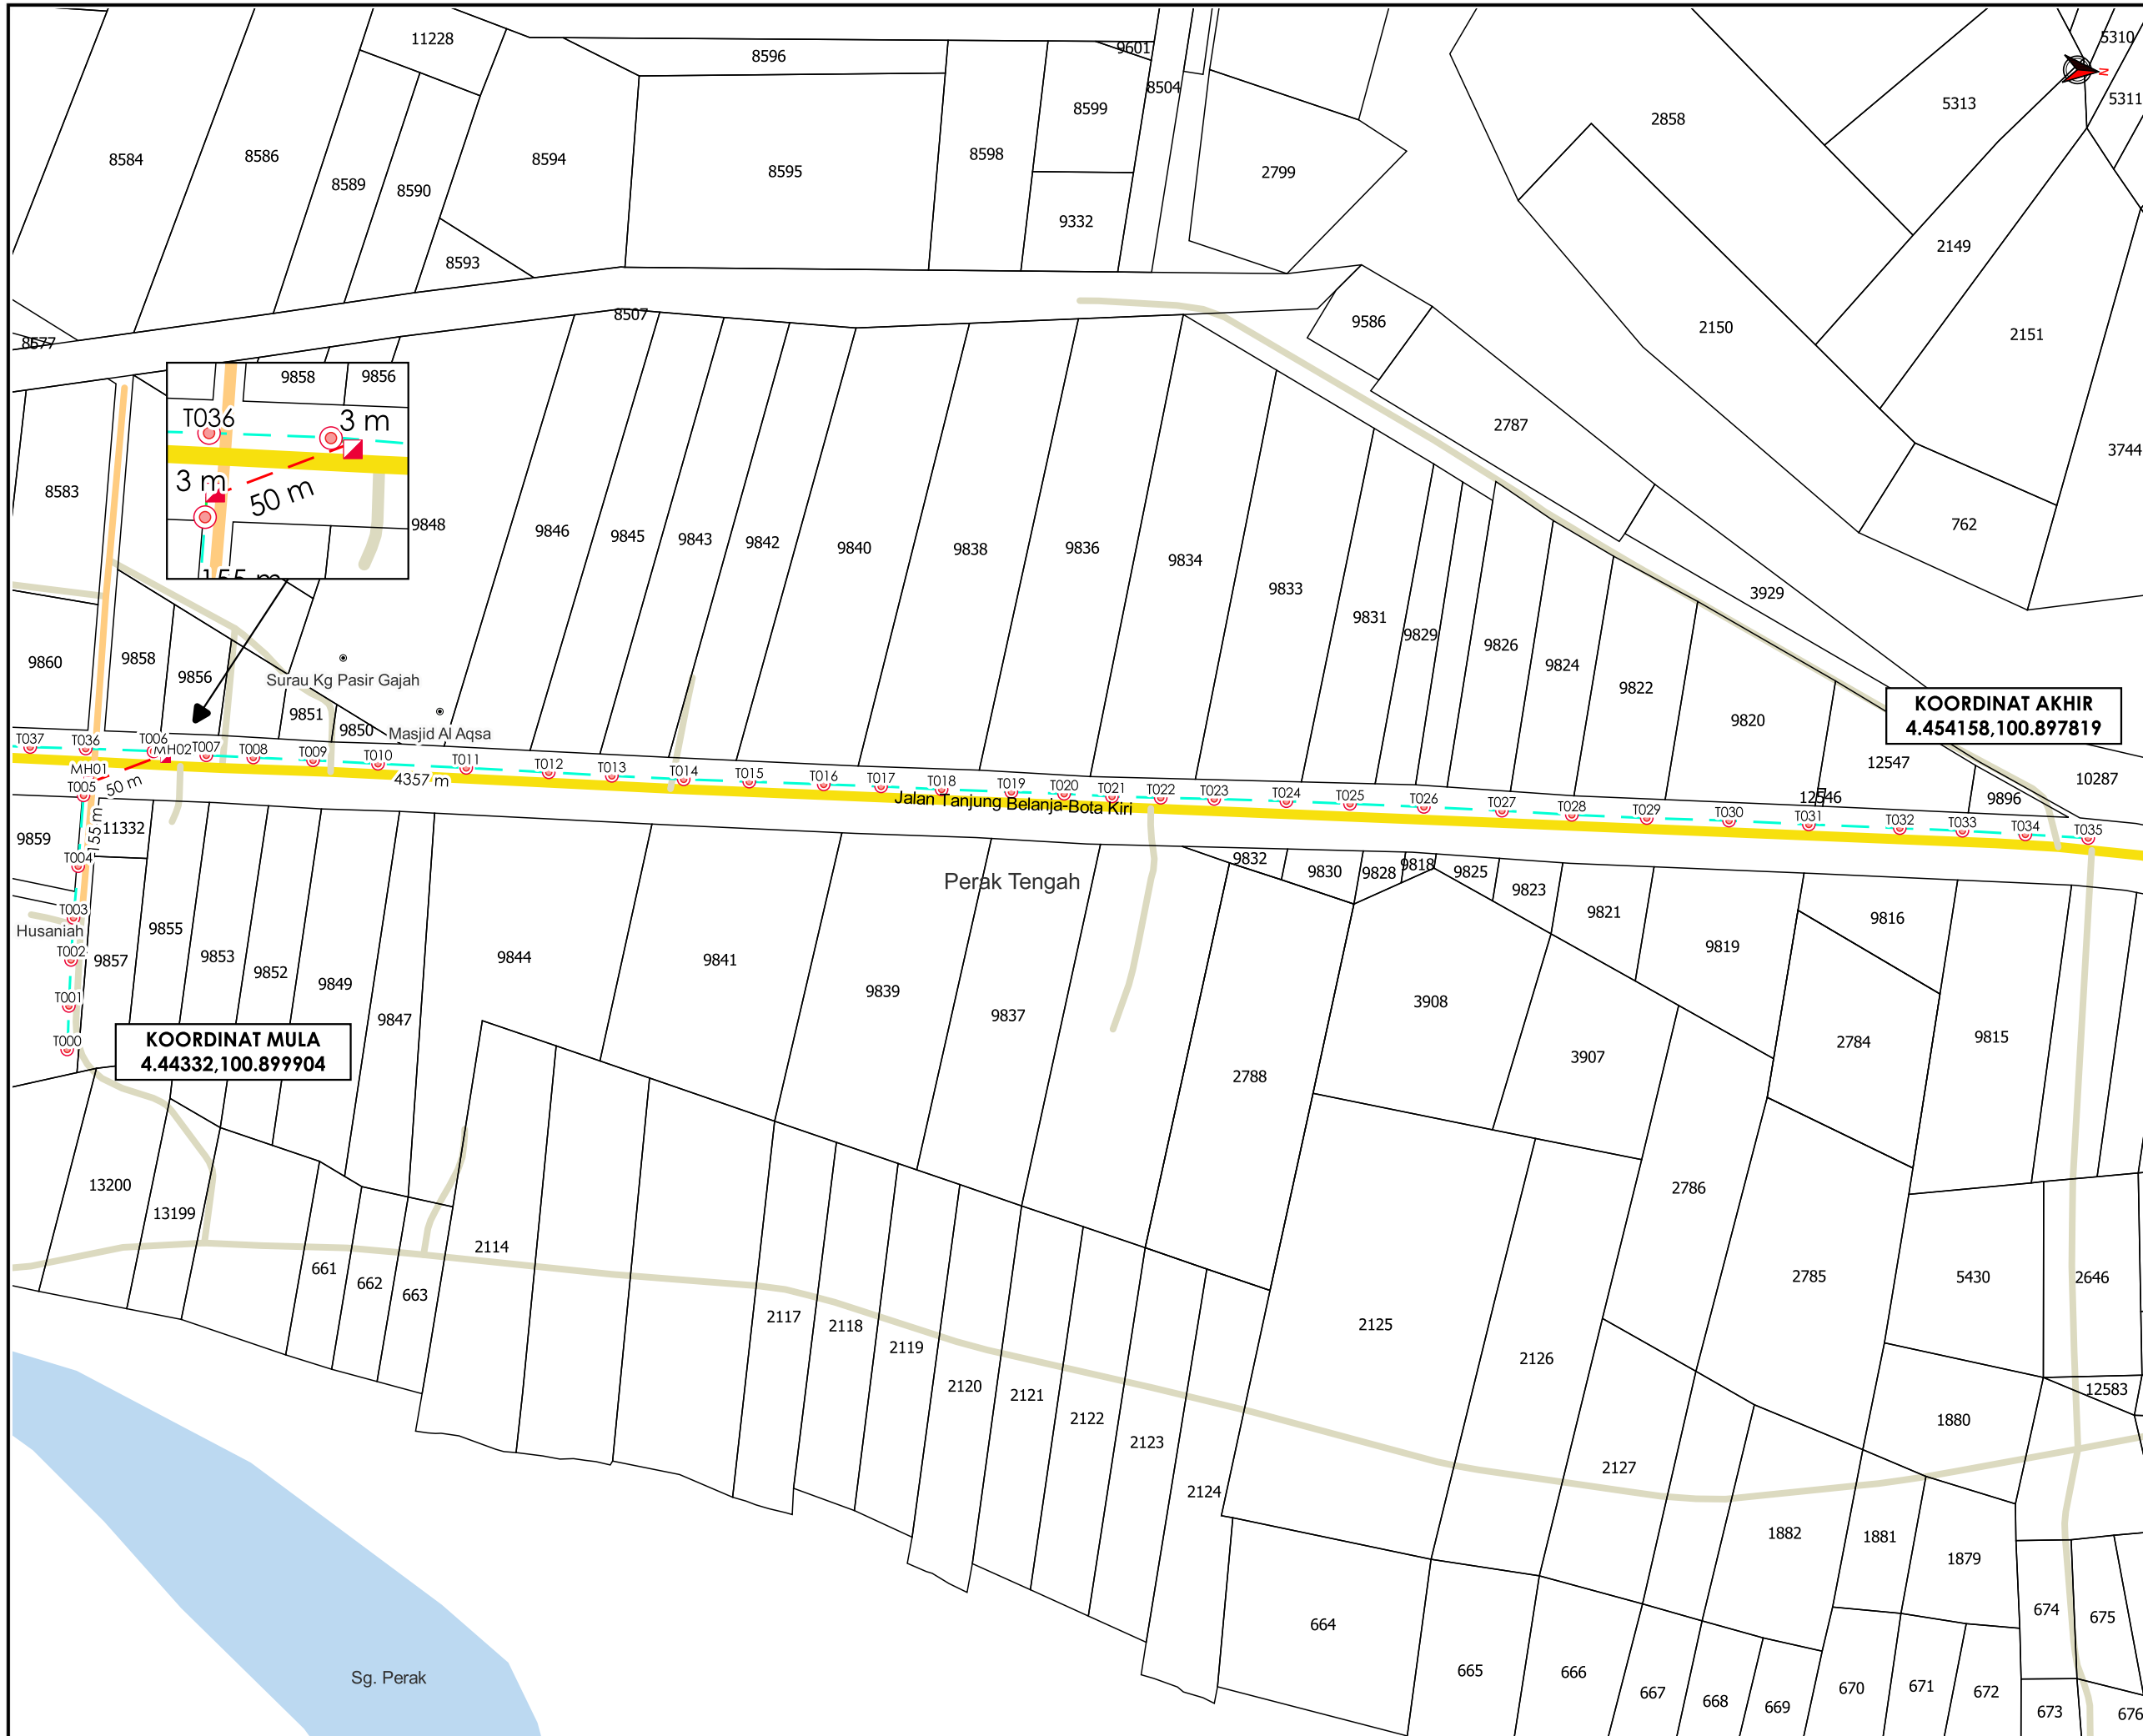 11228
8596
9601
5310
8504
8599
5313
5311
2858
N
8584
8586
8589
8590
8594
8595
8598
2799
9332
2149
8593
8507
8677
9586
2150
2151
9858
9856
T036
3 m
3 m
50 m
155 m
2787
3744
8583
9848
9846
9845
9843
9842
9840
9838
9836
9834
9833
9831
9829
9826
9824
9822
9820
762
3929
9860
9858
9856
Surau Kg Pasir Gajah
9851
9850
Masjid Al Aqsa
KOORDINAT AKHIR
4.454158,100.897819
12547
10287
12546
9896
T037
T036
T006
MH02
T007
T008
T009
T010
T011
T012
T013
T014
T015
T016
T017
T018
T019
T020
T021
T022
T023
T024
T025
T026
T027
T028
T029
T030
T031
T032
T033
T034
T035
MH01
50 m
4357 m
Jalan Tanjung Belanja-Bota Kiri
T005
155 m
11332
9859
T004
T003
Husaniah
T002
T001
T000
9857
9855
9853
9852
9849
9847
9844
9841
9839
9837
Perak Tengah
9832
9830
9828
9818
9825
9823
9821
9819
9816
3908
3907
2784
9815
2788
KOORDINAT MULA
4.44332,100.899904
13200
13199
661
662
663
2114
2117
2118
2119
2120
2121
2122
2123
2124
2125
2126
2127
2786
2785
5430
2646
12583
1880
1882
1881
1879
664
665
666
667
668
669
670
671
672
673
674
675
676
Sg. Perak